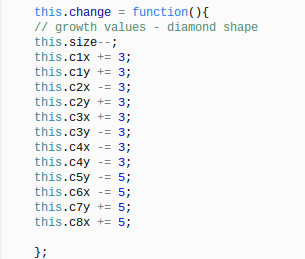 this.change = function(){
// growth values - diamond shape
this.size--;
this.c1x += 3;
this.c1y += 3;
this.c2x -= 3;
this.c2y += 3;
this.c3x += 3;
this.c3y -= 3;
this.c4x -= 3;
this.c4y -= 3;
this.c5y -= 5;
this.c6x -= 5;
this.c7y += 5;
this.c8x += 5;
};